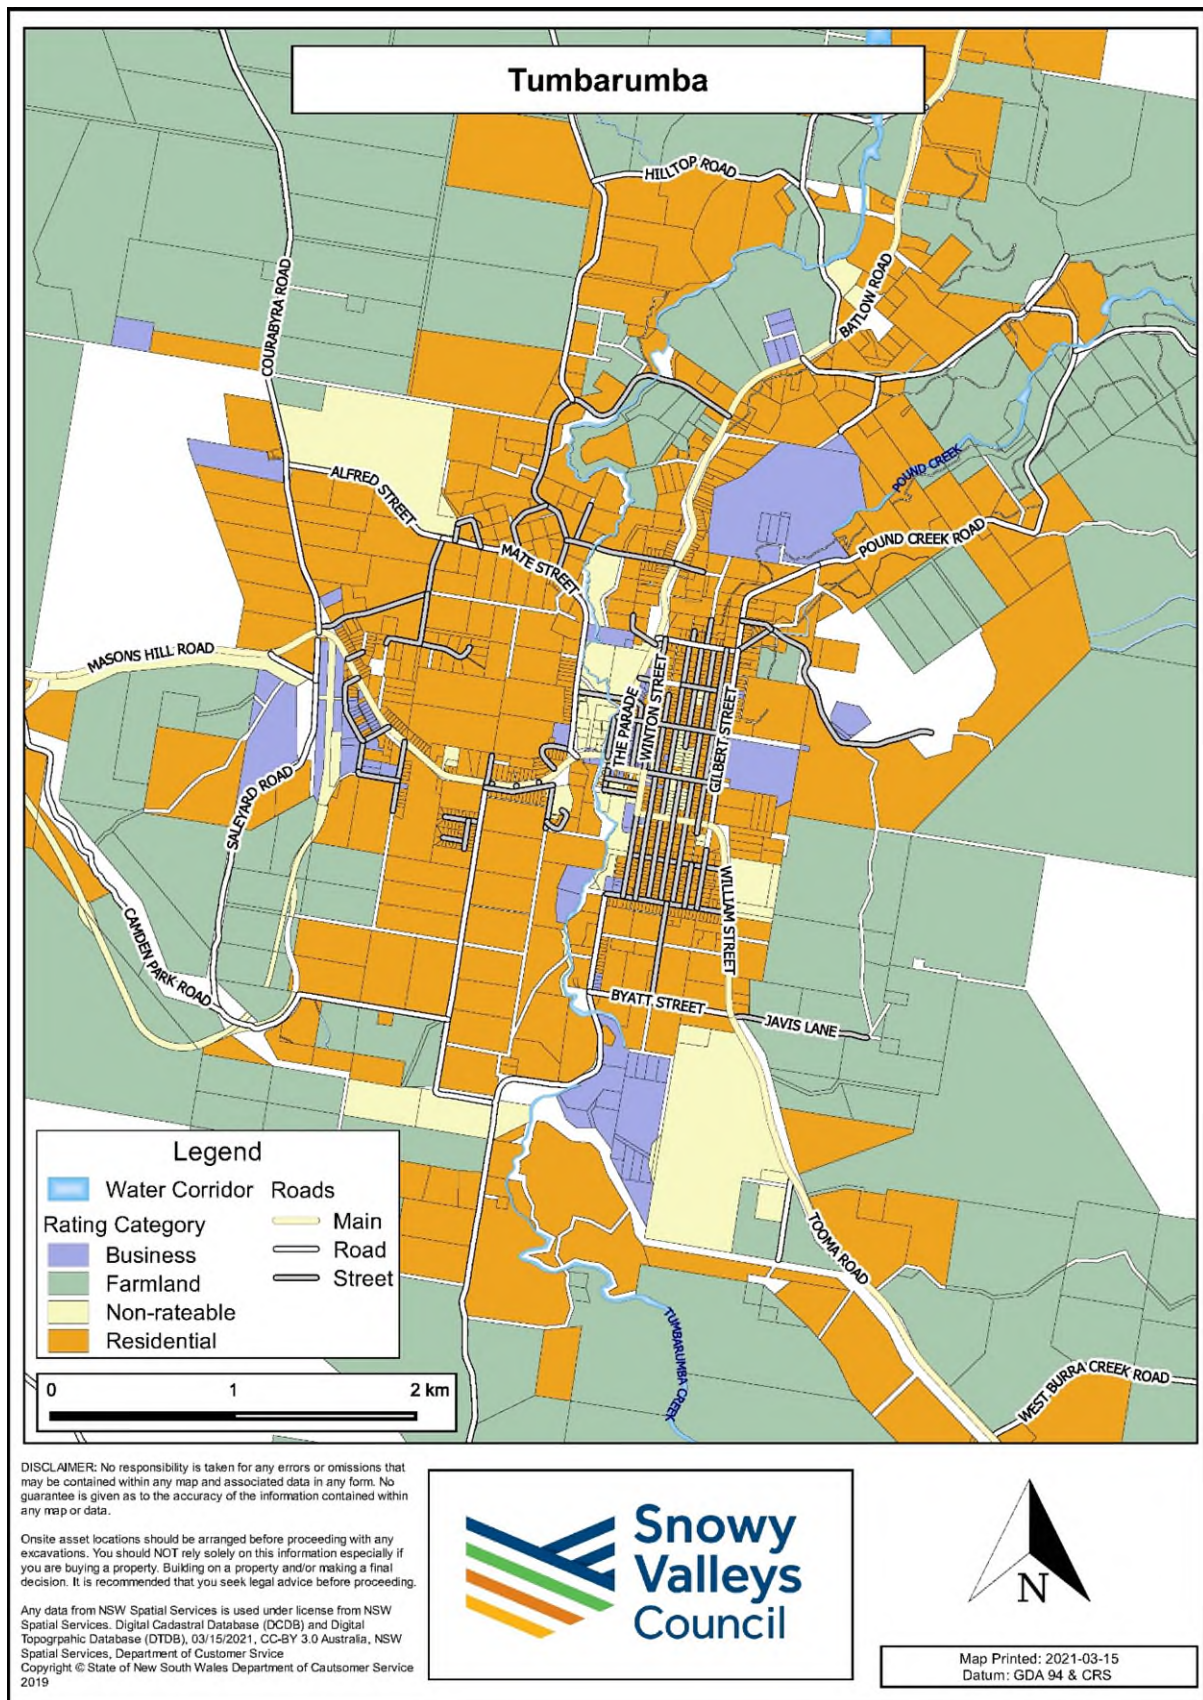 Tumbarumba
HILLTOP ROAD
COURABYRA ROAD
BATLOW ROAD
POUND CREEK
ALFRED STREET
POUND CREEK ROAD
MATE STREET
MASONS HILL ROAD
THE PARADE
WINTON STREET
GILBERT STREET
SALEYARD ROAD
WILLIAM STREET
CAMDEN PARK ROAD
BYATT STREET
JAVIS LANE
TOOMA ROAD
TUMBARUMBA CREEK
WEST BURRA CREEK ROAD
Legend
Water Corridor
Roads
Rating Category
Main
Business
Road
Farmland
Street
Non-rateable
Residential
0 1 2 km
DISCLAIMER: No responsibility is taken for any errors or omissions that
may be contained within any map and associated data in any form. No
guarantee is given as to the accuracy of the information contained within
any map or data.
Onsite asset locations should be arranged before proceeding with any
excavations. You should NOT rely solely on this information especially if
you are buying a property. Building on a property and/or making a final
decision. It is recommended that you seek legal advice before proceeding.
Any data from NSW Spatial Services is used under license from NSW
Spatial Services. Digital Cadastral Database (DCDB) and Digital
Topogrpahic Database (DTDB), 03/15/2021, CC-BY 3.0 Australia, NSW
Spatial Services, Department of Customer Srvice
Copyright © State of New South Wales Department of Cautsomer Service
2019
Snowy
Valleys
Council
N
Map Printed: 2021-03-15
Datum: GDA 94 & CRS